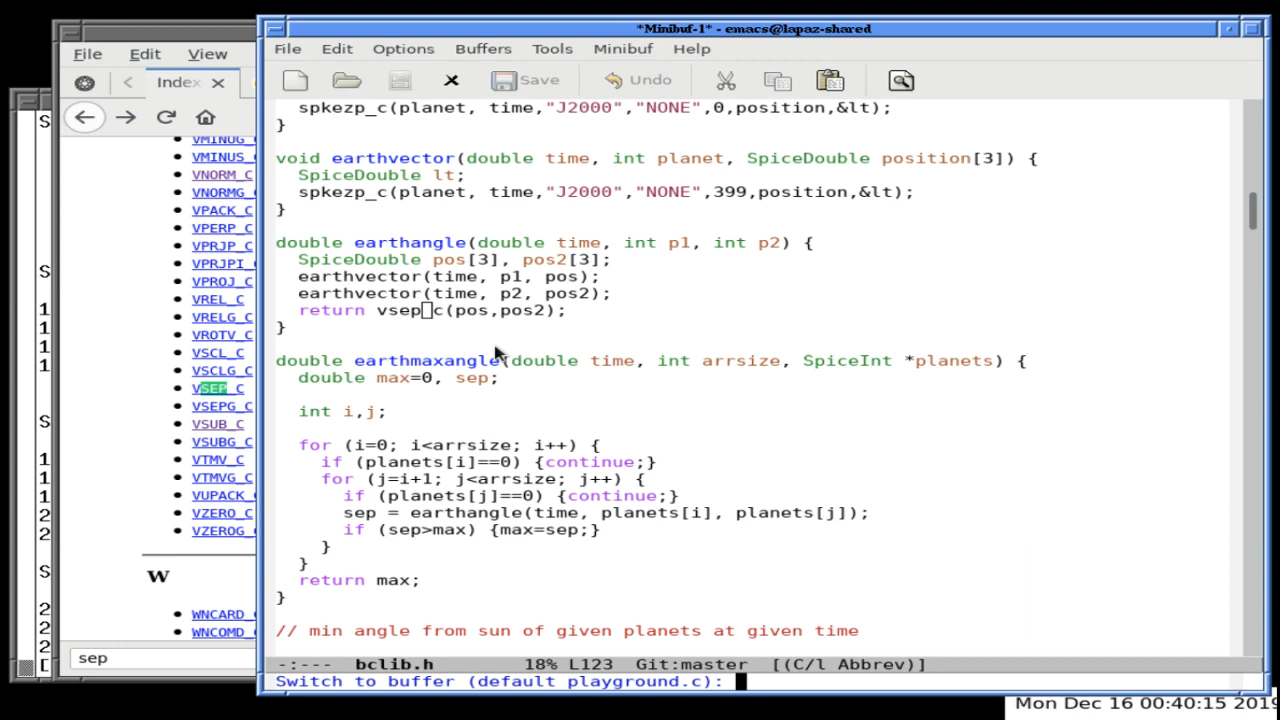 *Minibuf-1* - emacs@lapaz-shared
File Edit View
File Edit Options Buffers Tools Minibuf Help
Index
Save Undo
VMINUG_C
VMINUS_C
VNORM_C
VNORMG_C
VPACK_C
VPERP_C
VPRJP_C
VPRJPI_C
VPROJ_C
VREL_C
VRELG_C
VROTV_C
VSCL_C
VSCLG_C
VSEP_C
VSEPG_C
VSUB_C
VSUBG_C
VTMV_C
VTMVG_C
VUPACK_C
VZERO_C
VZEROG_C
W
WNCARD_C
WNCOMD_C
sep
spkezp_c(planet, time,"J2000","NONE",0,position,&lt);
}
void earthvector(double time, int planet, SpiceDouble position[3]) {
SpiceDouble lt;
spkezp_c(planet, time,"J2000","NONE",399,position,&lt);
}
double earthangle(double time, int p1, int p2) {
SpiceDouble pos[3], pos2[3];
earthvector(time, p1, pos);
earthvector(time, p2, pos2);
return vsep_c(pos,pos2);
}
double earthmaxangle(double time, int arrsize, SpiceInt *planets) {
double max=0, sep;
int i,j;
for (i=0; i<arrsize; i++) {
if (planets[i]==0) {continue;}
for (j=i+1; j<arrsize; j++) {
if (planets[j]==0) {continue;}
sep = earthangle(time, planets[i], planets[j]);
if (sep>max) {max=sep;}
}
}
return max;
}
// min angle from sun of given planets at given time
-:--- bclib.h 18% L123 Git:master [(C/l Abbrev)]
Switch to buffer (default playground.c):
Mon Dec 16 00:40:15 2019